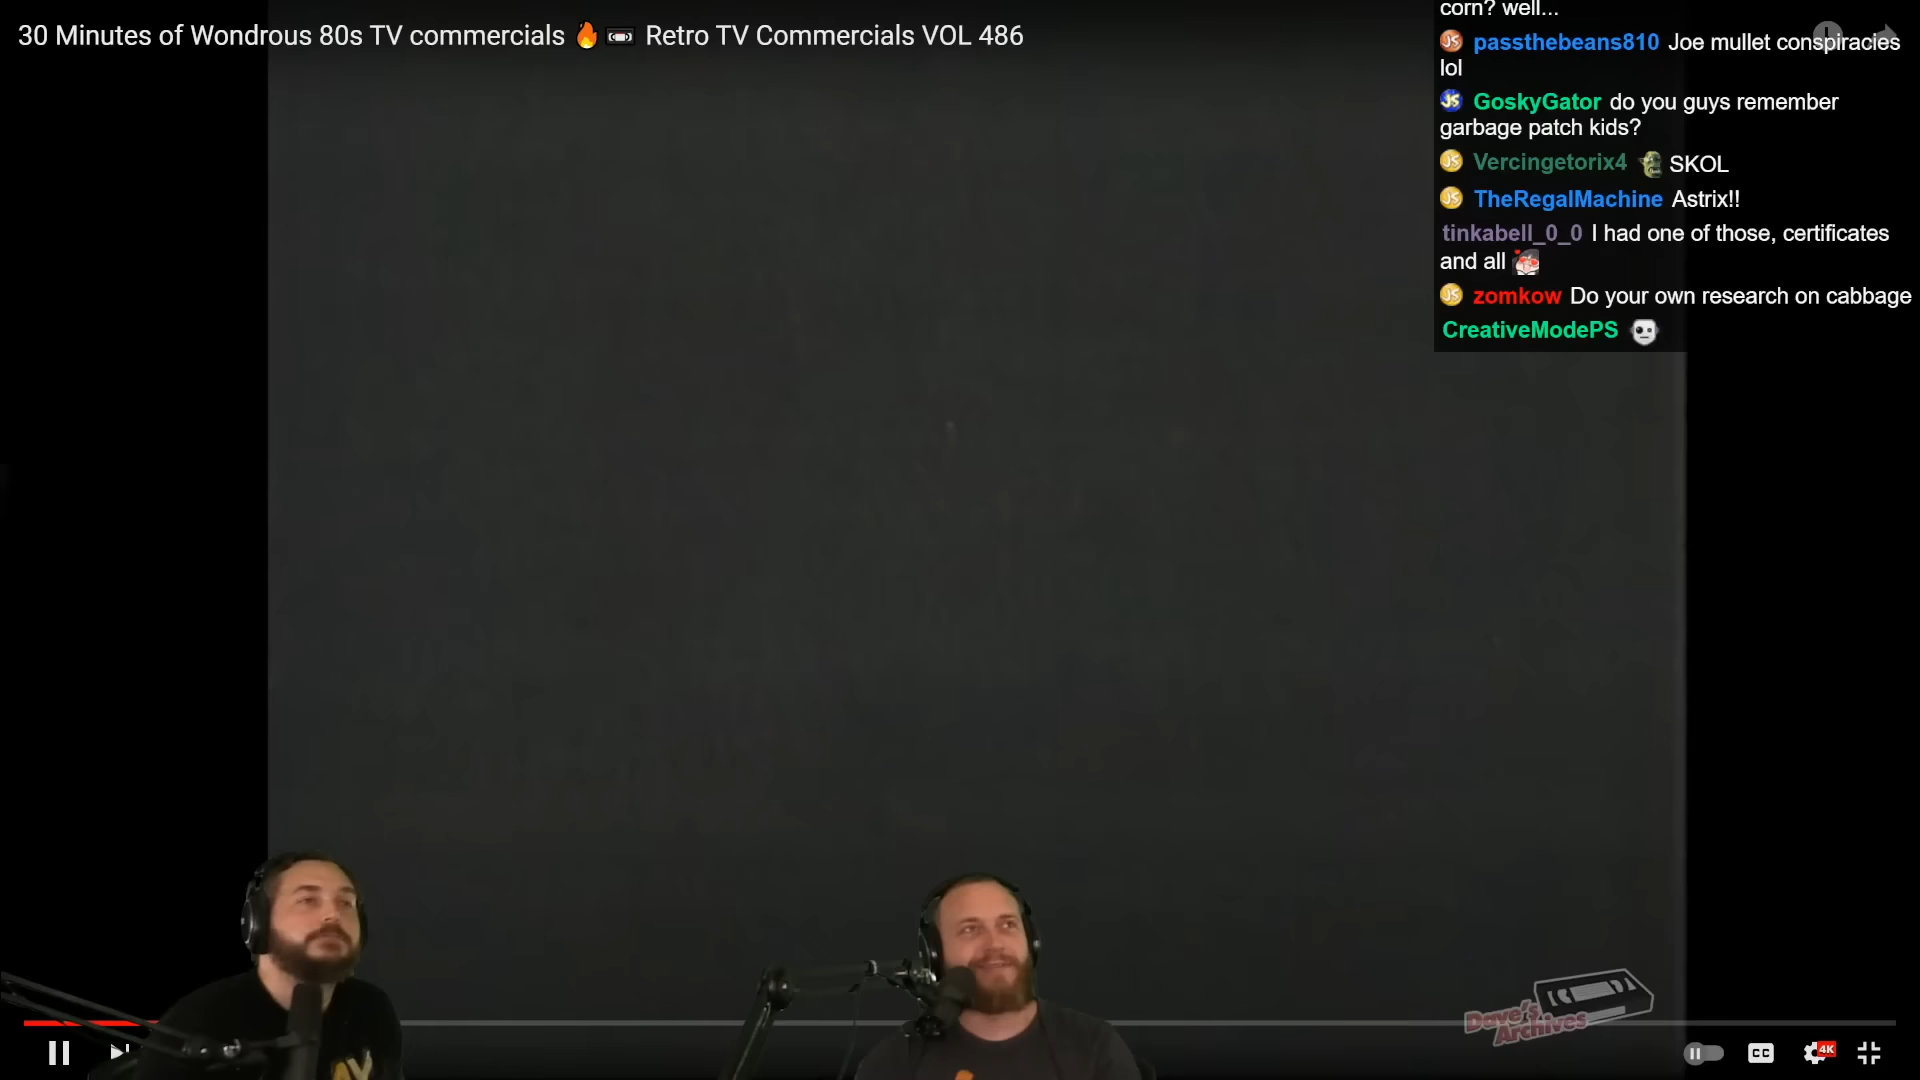 30 Minutes of Wondrous 80s TV commercials 🔥📼 Retro TV Commercials VOL 486
corn? well...
passthebeans810 Joe mullet conspiracies
lol
GoskyGator do you guys remember
garbage patch kids?
Vercingetorix4 SKOL
TheRegalMachine Astrix!!
tinkabell_0_0 I had one of those, certificates
and all
zomkow Do your own research on cabbage
CreativeModePS
Dave's
Archives
CC
4K